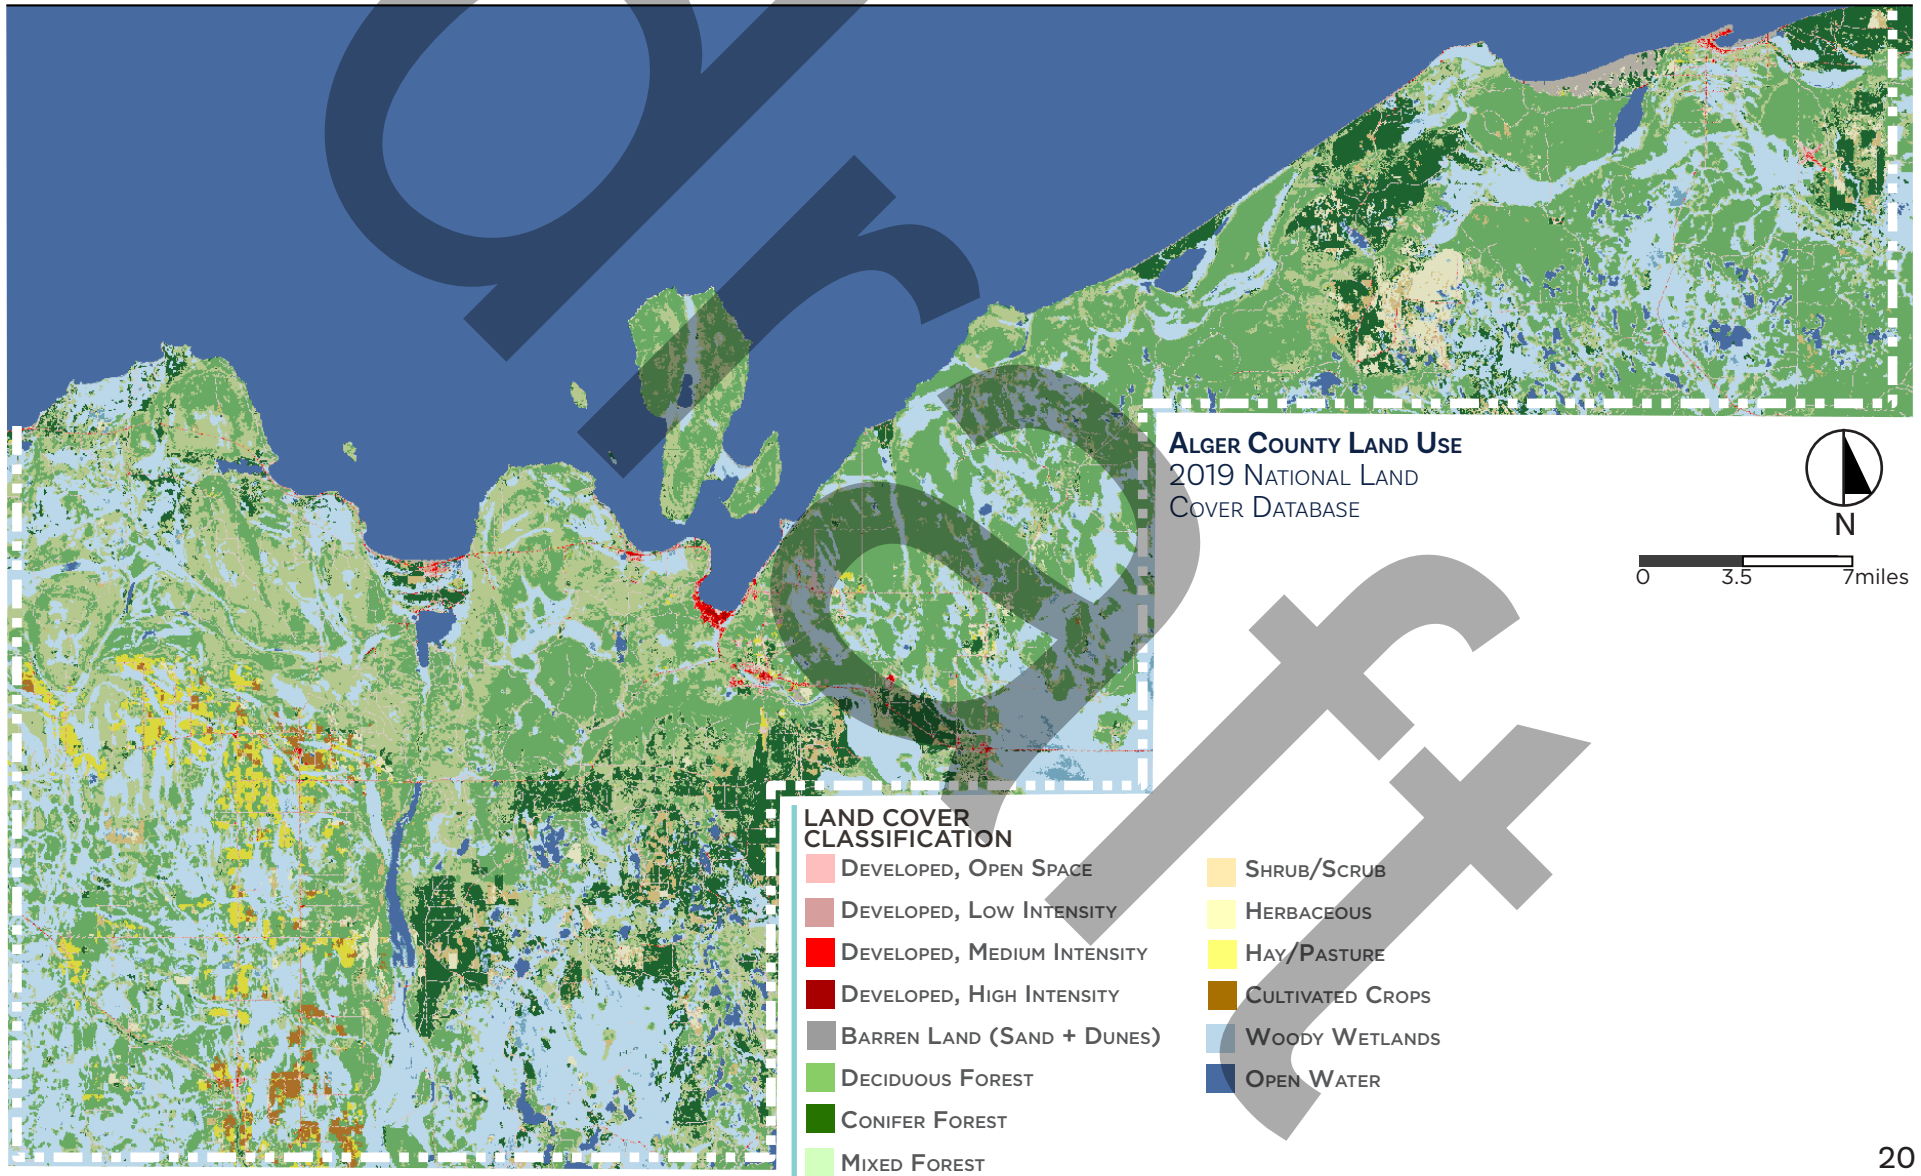 Alger County Land Use
2019 National Land
Cover Database
N
0 3.5 7miles
LAND COVER
CLASSIFICATION
Developed, Open Space
Developed, Low Intensity
Developed, Medium Intensity
Developed, High Intensity
Barren Land (Sand + Dunes)
Deciduous Forest
Conifer Forest
Mixed Forest
Shrub/Scrub
Herbaceous
Hay/Pasture
Cultivated Crops
Woody Wetlands
Open Water
draft
20